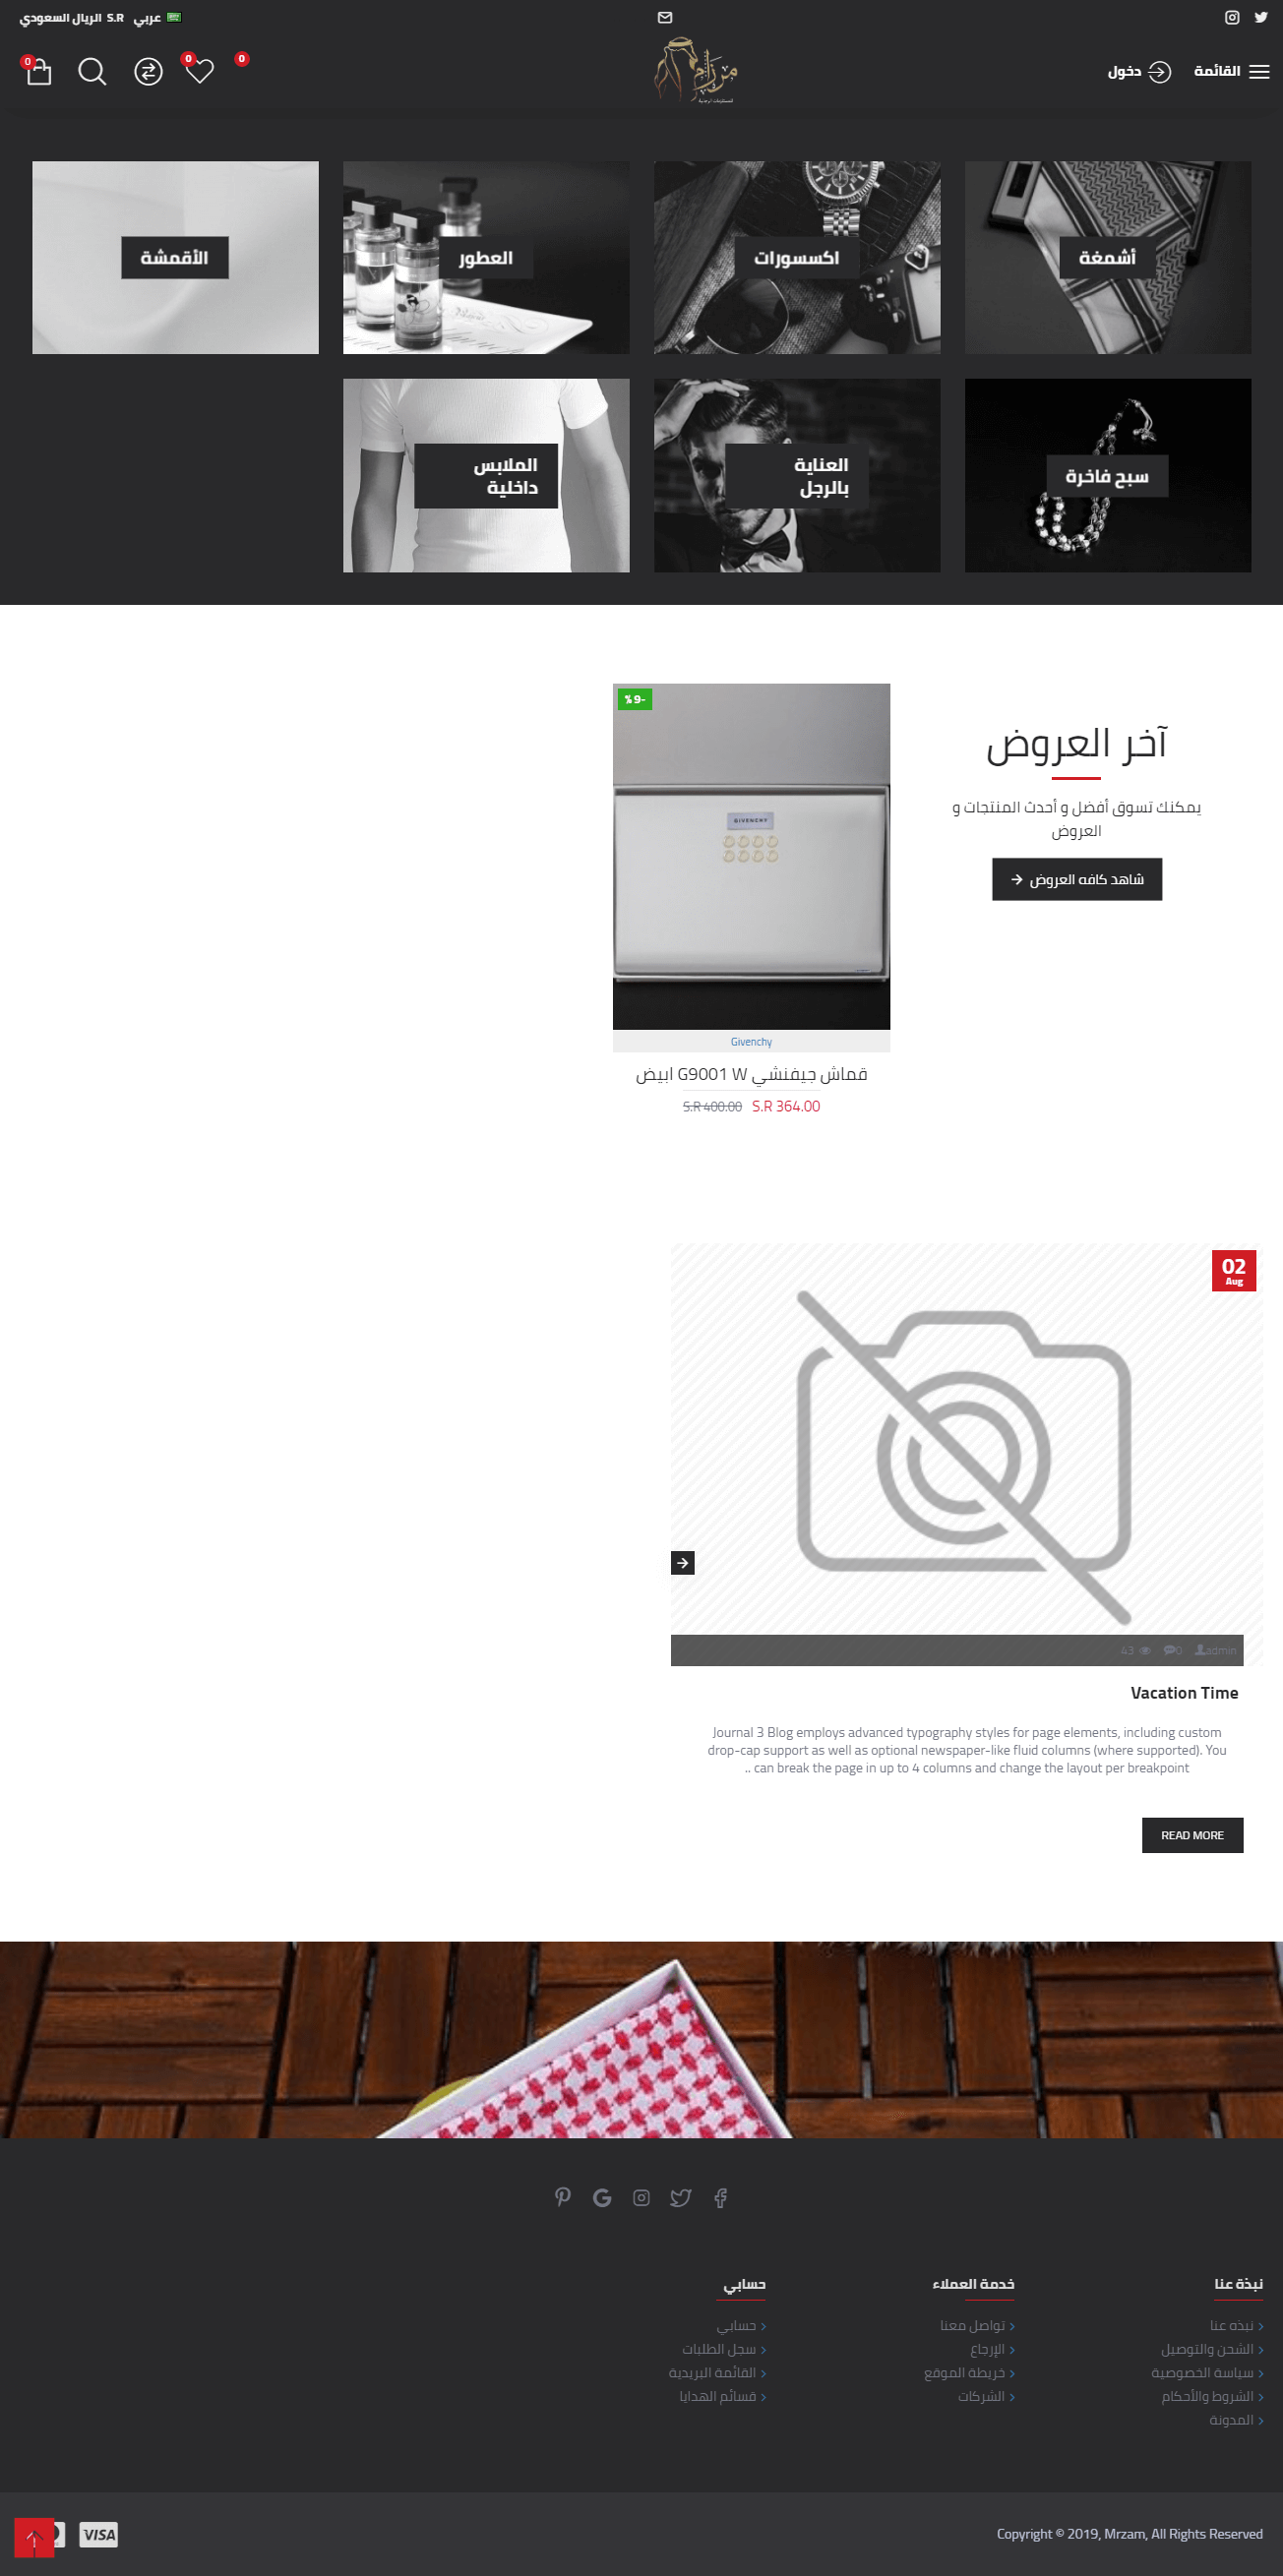 عربي S.R الريال السعودي
القائمة
دخول
0
0
0
مرزام
للمستلزمات الرجالية
أشمغة
اكسسورات
العطور
الأقمشة
سبح فاخرة
العناية
بالرجل
الملابس
داخلية
آخر العروض
يمكنك تسوق أفضل و أحدث المنتجات و
العروض
شاهد كافه العروض
-9 %
GIVENCHY
Givenchy
قماش جيفنشي G9001 W ابيض
S.R 364.00 S.R 400.00
02
Aug
admin 0 43
Vacation Time
Journal 3 Blog employs advanced typography styles for page elements, including custom
drop-cap support as well as optional newspaper-like fluid columns (where supported). You
.. can break the page in up to 4 columns and change the layout per breakpoint
READ MORE
نبذة عنا
نبذه عنا
الشحن والتوصيل
سياسة الخصوصية
الشروط والأحكام
المدونة
خدمة العملاء
تواصل معنا
الإرجاع
خريطة الموقع
الشركات
حسابي
حسابي
سجل الطلبات
القائمة البريدية
قسائم الهدايا
Copyright © 2019, Mrzam, All Rights Reserved
VISA